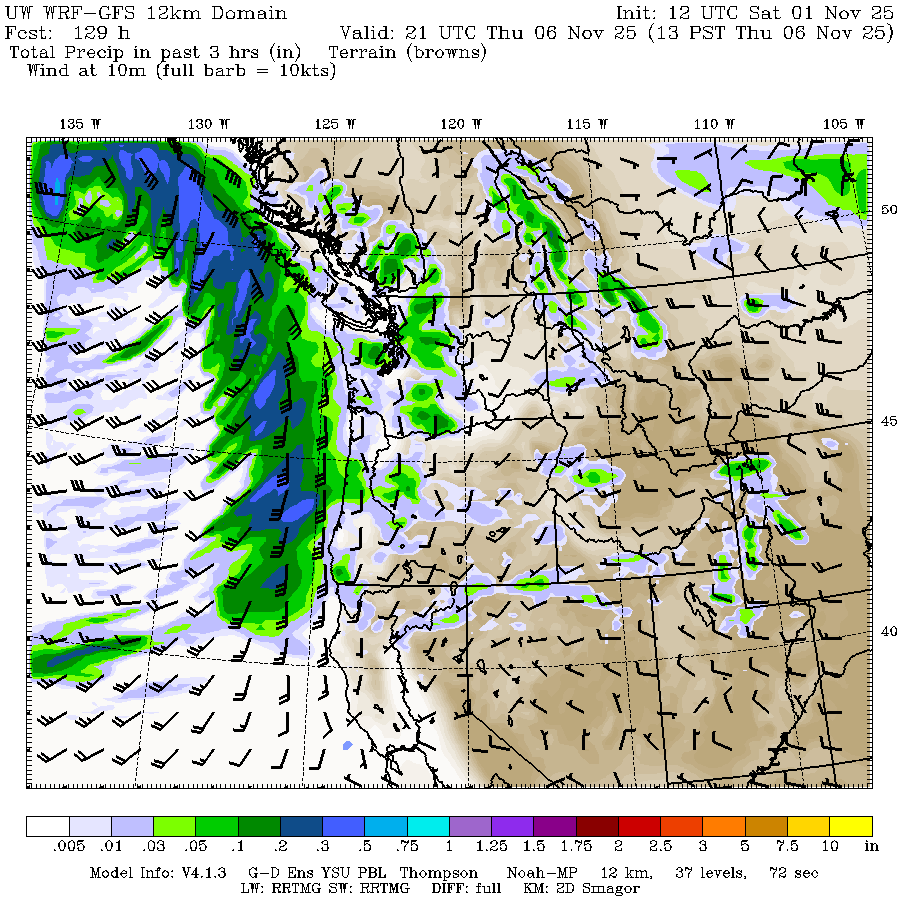 UW WRF-GFS 12km Domain Init: 12 UTC Sat 01 Nov 25
Fcst: 129 h Valid: 21 UTC Thu 06 Nov 25 (13 PST Thu 06 Nov 25)
Total Precip in past 3 hrs (in) Terrain (browns)
Wind at 10m (full barb = 10kts)
135 W 130 W 125 W 120 W 115 W 110 W 105 W
50
45
40
.005 .01 .03 .05 .1 .2 .3 .5 .75 1 1.25 1.5 1.75 2 2.5 3 5 7.5 10 in
Model Info: V4.1.3 G-D Ens YSU PBL Thompson Noah-MP 12 km, 37 levels, 72 sec
LW: RRTMG SW: RRTMG DIFF: full KM: 2D Smagor